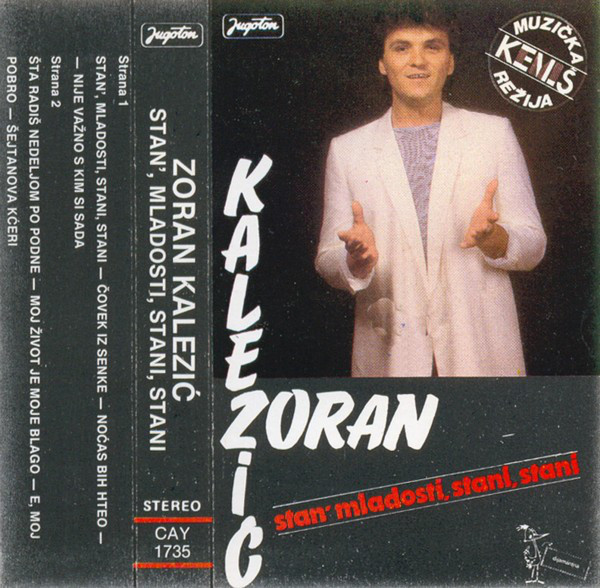 Jugoton
Strana 1
STAN', MLADOSTI, STANI, STANI — ČOVEK IZ SENKE — NOĆAS BIH HTEO —
— NIJE VAŽNO S KIM SI SADA
Strana 2
ŠTA RADIŠ NEDELJOM PO PODNE — MOJ ŽIVOT JE MOJE BLAGO — E, MOJ
POBRO — ŠEJTANOVA KĆERI
Jugoton
ZORAN KALEZIĆ
STAN', MLADOSTI, STANI, STANI
STEREO
CAY
1735
Jugoton
MUZIČKA
KEMIŠ
REŽIJA
KALEZIĆ
ZORAN
stan' mladosti, stani, stani